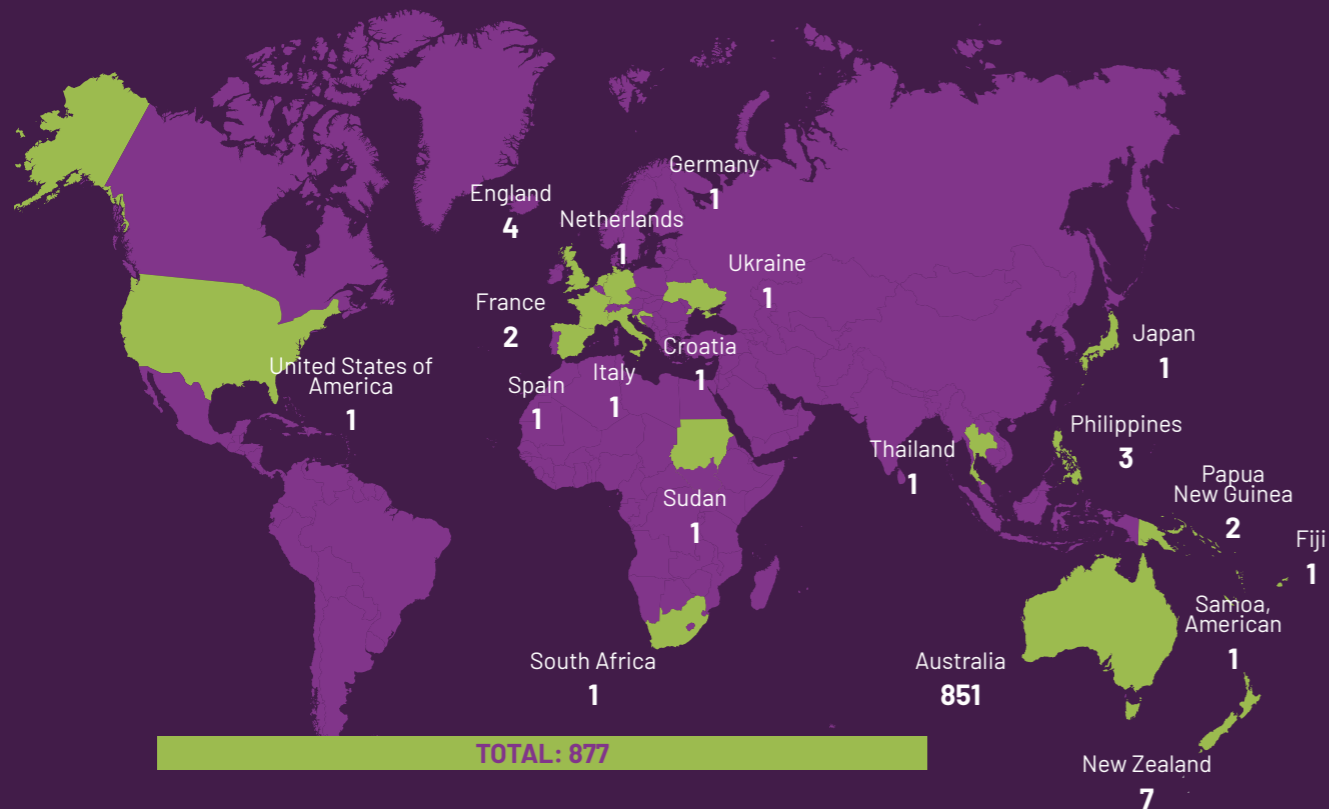 Germany
1
England
4
Netherlands
1
Ukraine
1
France
2
Croatia
1
Japan
1
United States of
America
1
Spain
1
Italy
1
Philippines
3
Thailand
1
Papua
New Guinea
2
Sudan
1
Fiji
1
Samoa,
American
1
South Africa
1
Australia
851
TOTAL: 877
New Zealand
7